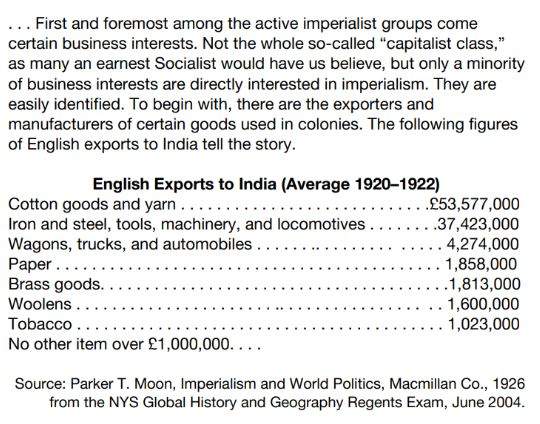 ... First and foremost among the active imperialist groups come
certain business interests. Not the whole so-called “capitalist class,”
as many an earnest Socialist would have us believe, but only a minority
of business interests are directly interested in imperialism. They are
easily identified. To begin with, there are the exporters and
manufacturers of certain goods used in colonies. The following figures
of English exports to India tell the story.
English Exports to India (Average 1920–1922)
Cotton goods and yarn . . . . . . . . . . . . . . . . . . . . . . . . . . . .£53,577,000
Iron and steel, tools, machinery, and locomotives . . . . . . . .37,423,000
Wagons, trucks, and automobiles . . . . . . . . . . . . . . . . . . . 4,274,000
Paper . . . . . . . . . . . . . . . . . . . . . . . . . . . . . . . . . . . . . . . . 1,858,000
Brass goods. . . . . . . . . . . . . . . . . . . . . . . . . . . . . . . . . . . .1,813,000
Woolens . . . . . . . . . . . . . . . . . . . . . . . . . . . . . . . . . . . . . . 1,600,000
Tobacco . . . . . . . . . . . . . . . . . . . . . . . . . . . . . . . . . . . . . . 1,023,000
No other item over £1,000,000. . . .
Source: Parker T. Moon, Imperialism and World Politics, Macmillan Co., 1926
from the NYS Global History and Geography Regents Exam, June 2004.